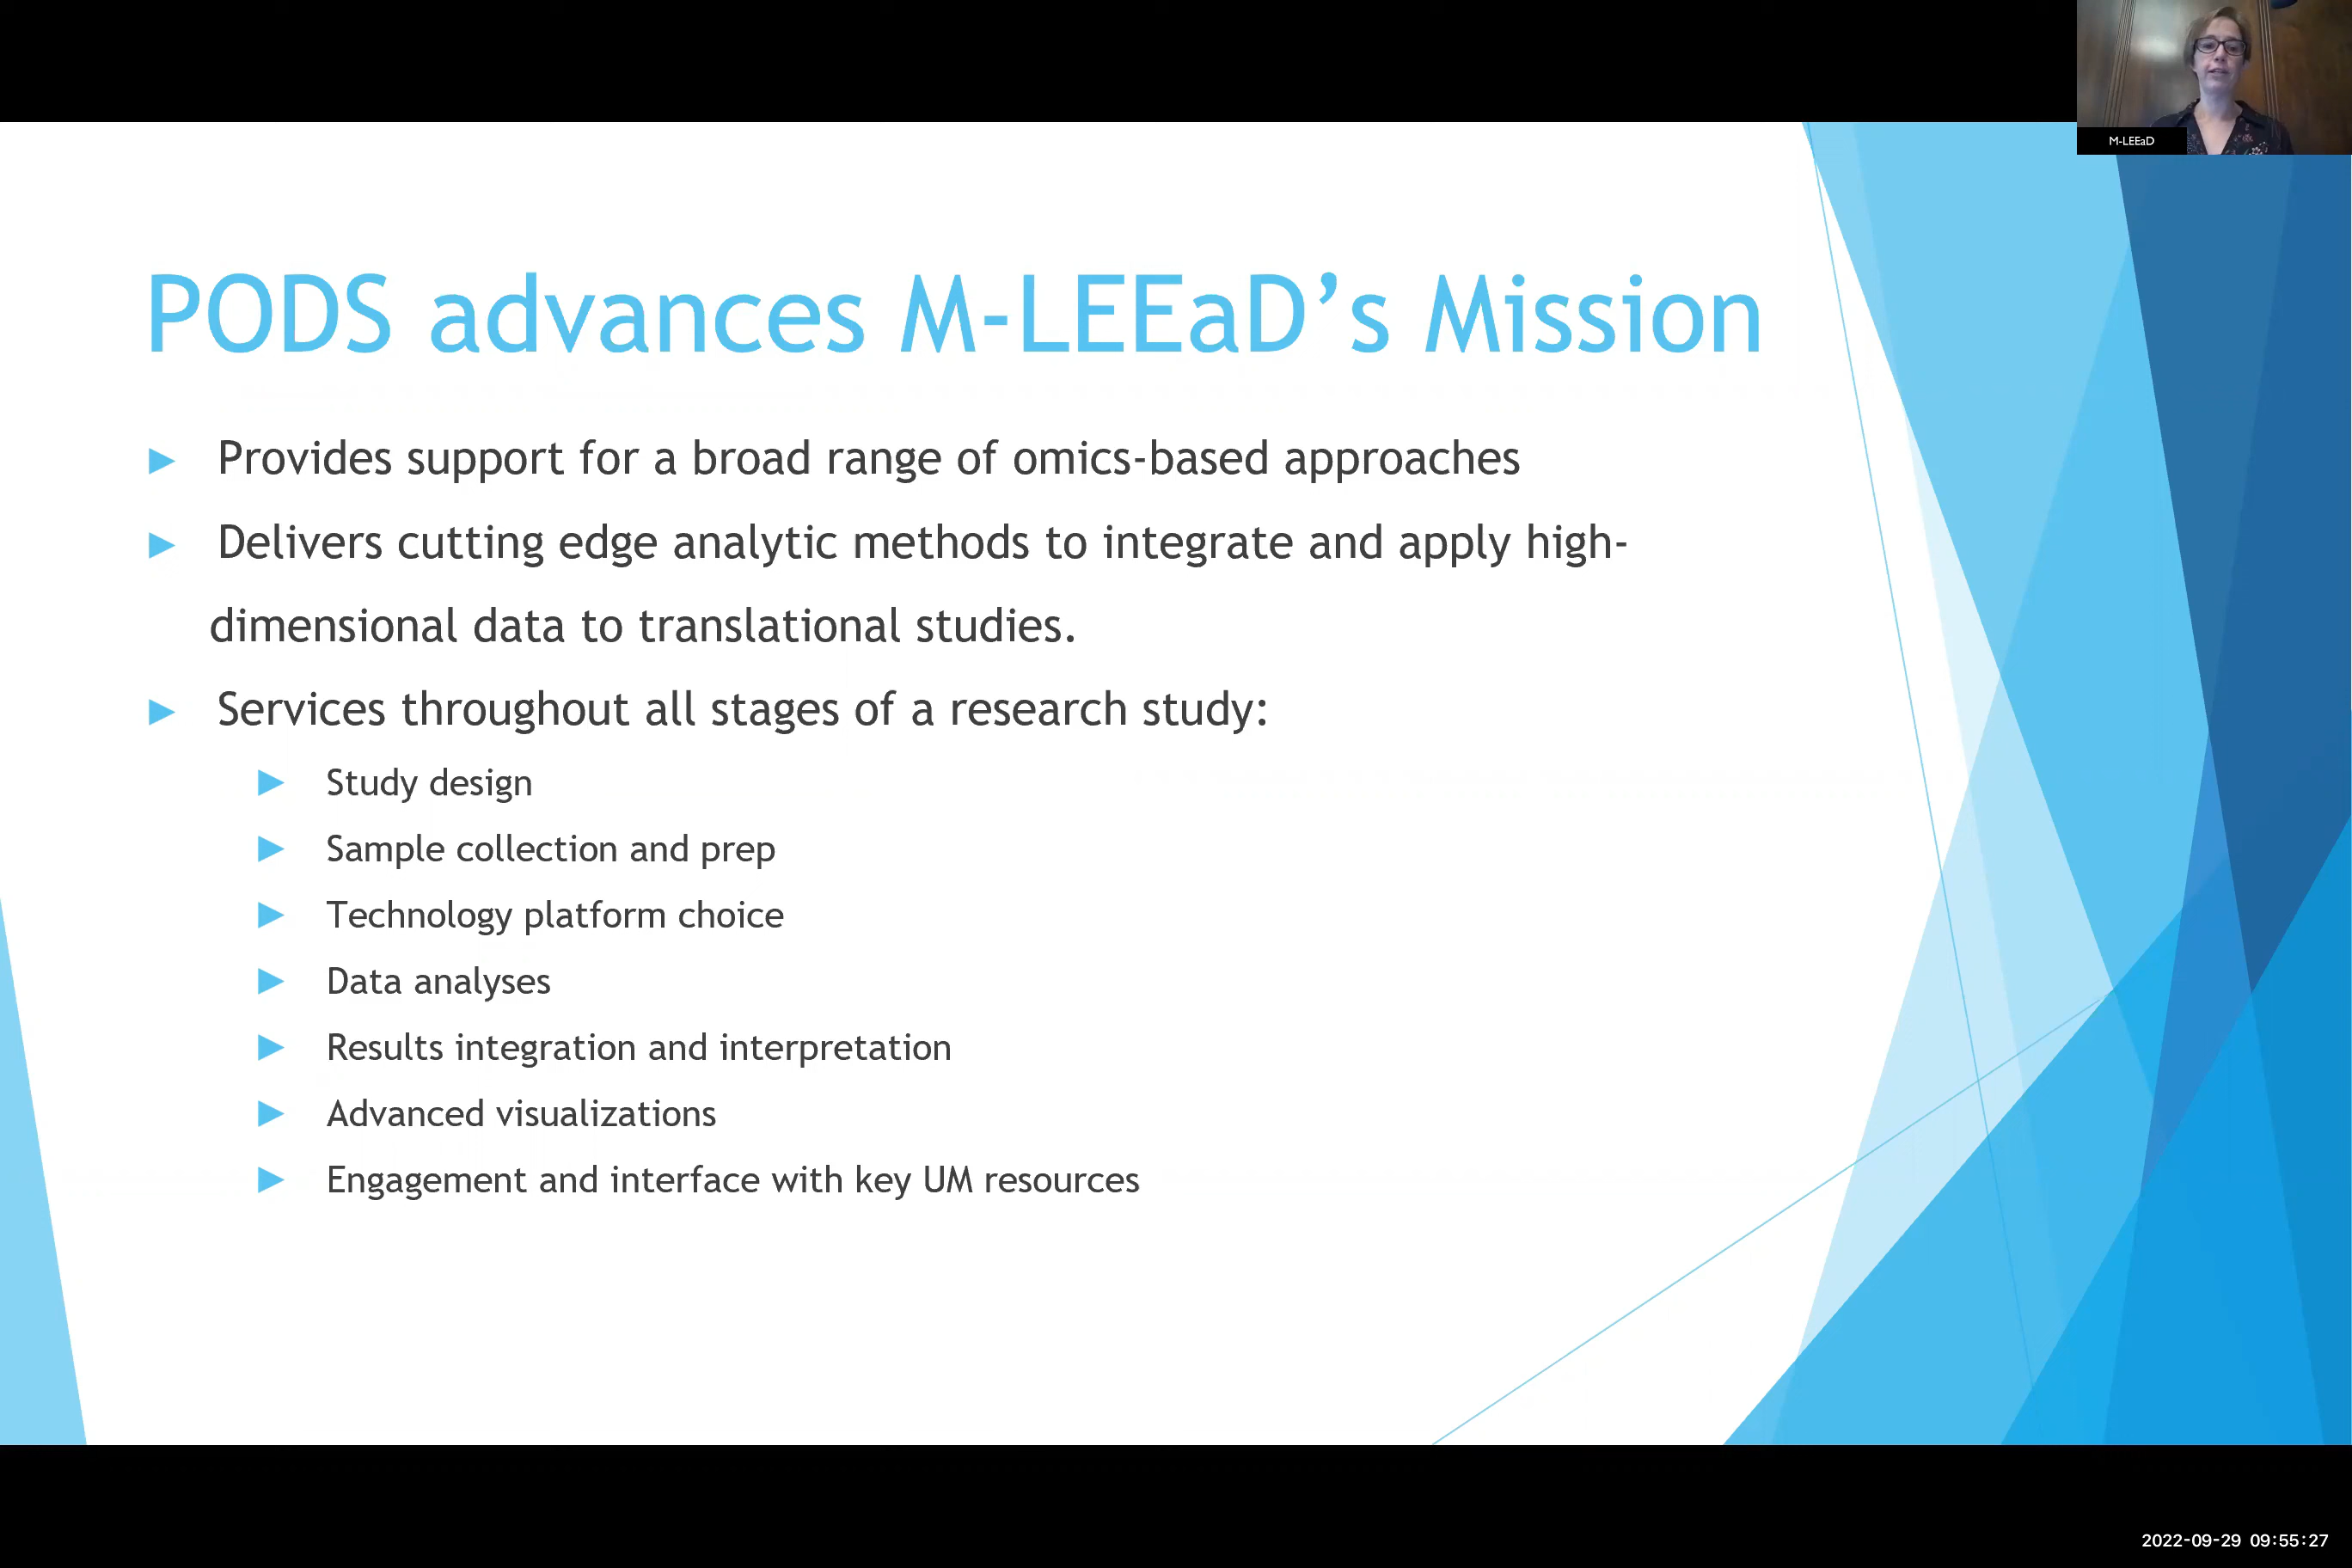 M-LEEaD
PODS advances M-LEEaD’s Mission
► Provides support for a broad range of omics-based approaches
► Delivers cutting edge analytic methods to integrate and apply high-
dimensional data to translational studies.
► Services throughout all stages of a research study:
► Study design
► Sample collection and prep
► Technology platform choice
► Data analyses
► Results integration and interpretation
► Advanced visualizations
► Engagement and interface with key UM resources
2022-09-29 09:55:27